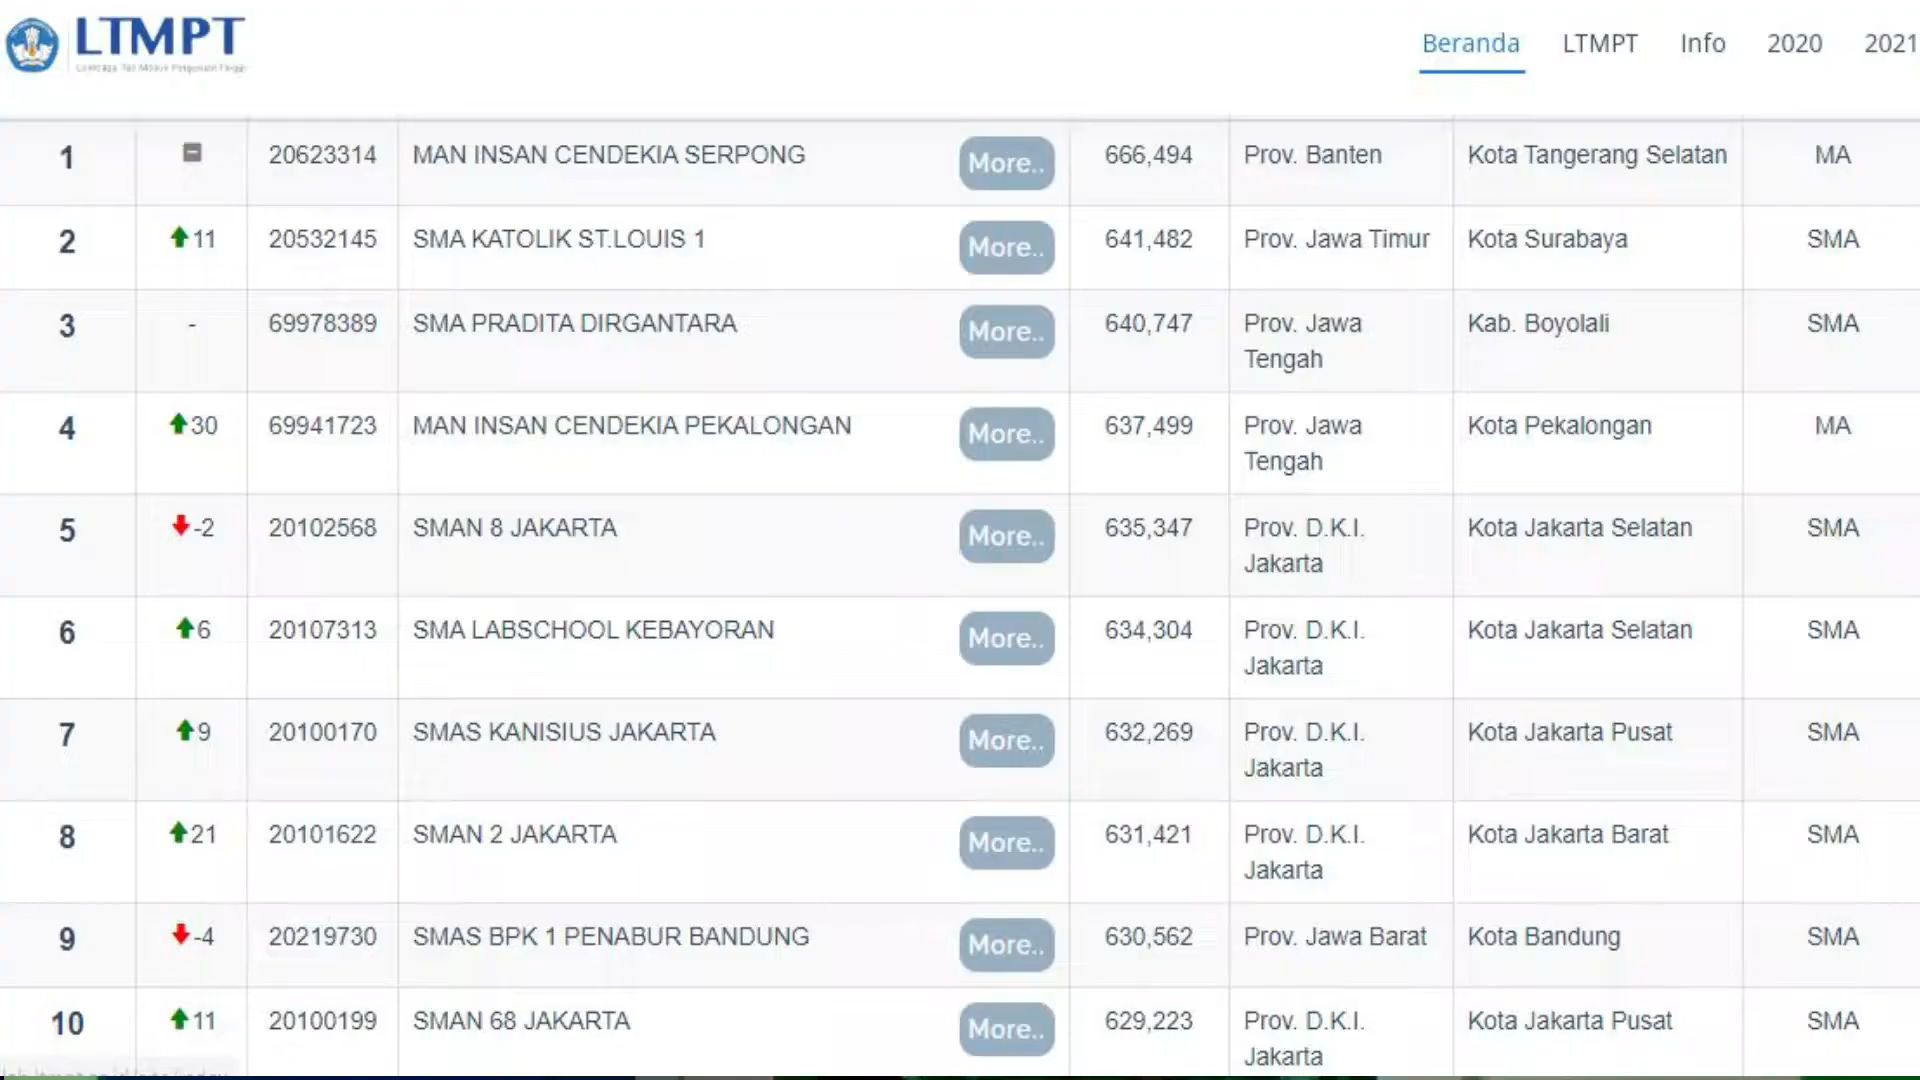 LTMPT
Lembaga Tes Masuk Perguruan Tinggi
Beranda LTMPT Info 2020 2021
1 20623314 MAN INSAN CENDEKIA SERPONG More.. 666,494 Prov. Banten Kota Tangerang Selatan MA
2 11 20532145 SMA KATOLIK ST.LOUIS 1 More.. 641,482 Prov. Jawa Timur Kota Surabaya SMA
3 - 69978389 SMA PRADITA DIRGANTARA More.. 640,747 Prov. Jawa Kab. Boyolali SMA
Tengah
4 30 69941723 MAN INSAN CENDEKIA PEKALONGAN More.. 637,499 Prov. Jawa Kota Pekalongan MA
Tengah
5 -2 20102568 SMAN 8 JAKARTA More.. 635,347 Prov. D.K.I. Kota Jakarta Selatan SMA
Jakarta
6 6 20107313 SMA LABSCHOOL KEBAYORAN More.. 634,304 Prov. D.K.I. Kota Jakarta Selatan SMA
Jakarta
7 9 20100170 SMAS KANISIUS JAKARTA More.. 632,269 Prov. D.K.I. Kota Jakarta Pusat SMA
Jakarta
8 21 20101622 SMAN 2 JAKARTA More.. 631,421 Prov. D.K.I. Kota Jakarta Barat SMA
Jakarta
9 -4 20219730 SMAS BPK 1 PENABUR BANDUNG More.. 630,562 Prov. Jawa Barat Kota Bandung SMA
10 11 20100199 SMAN 68 JAKARTA More.. 629,223 Prov. D.K.I. Kota Jakarta Pusat SMA
Jakarta